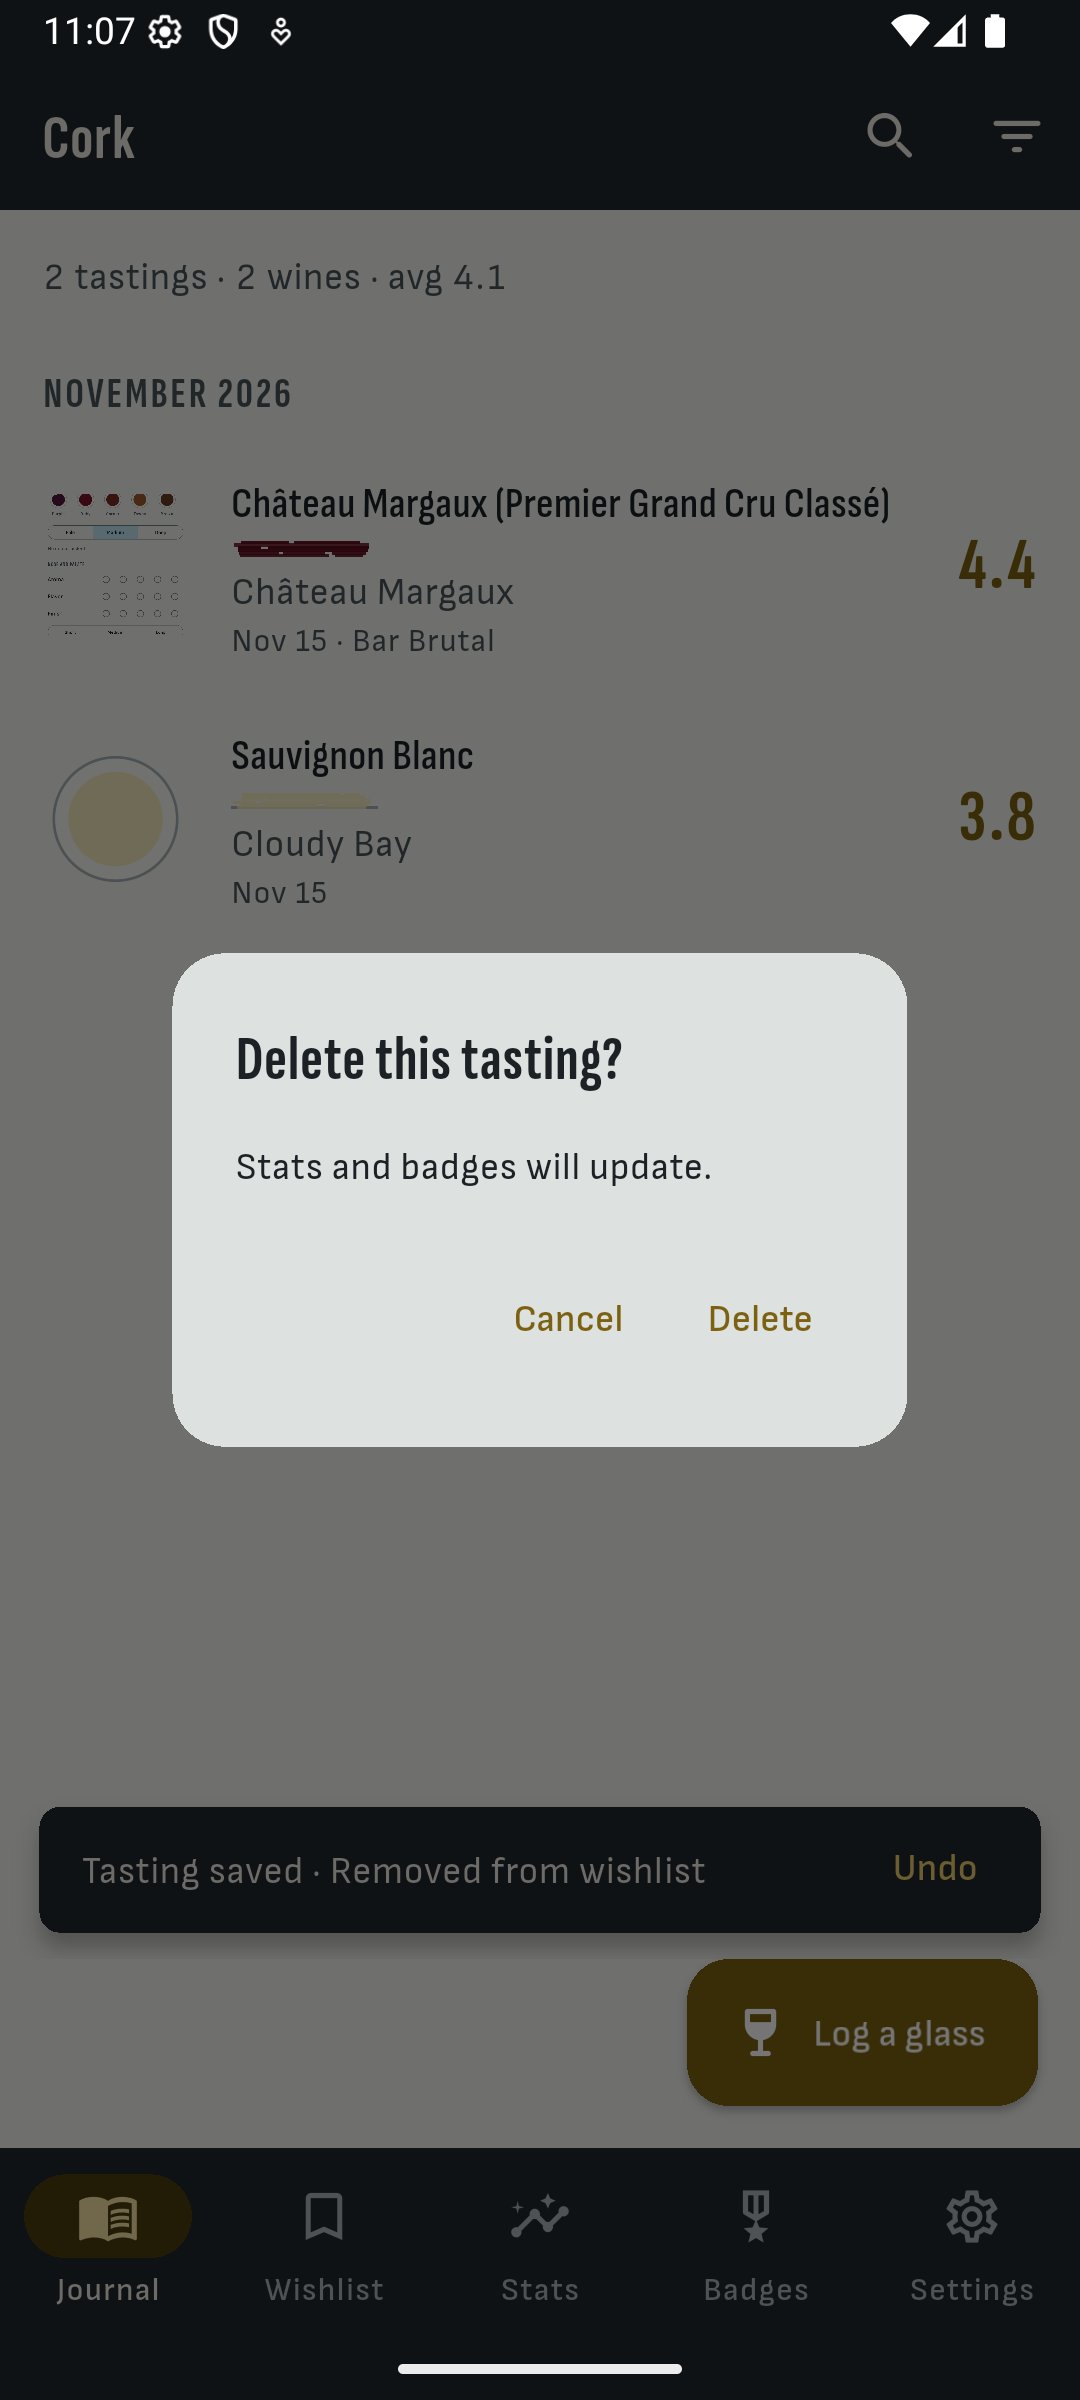 11:07
Cork
2 tastings · 2 wines · avg 4.1
NOVEMBER 2026
Château Margaux (Premier Grand Cru Classé)
Château Margaux
Nov 15 · Bar Brutal
4.4
Sauvignon Blanc
Cloudy Bay
Nov 15
3.8
Delete this tasting?
Stats and badges will update.
Cancel Delete
Tasting saved · Removed from wishlist Undo
Log a glass
Journal Wishlist Stats Badges Settings